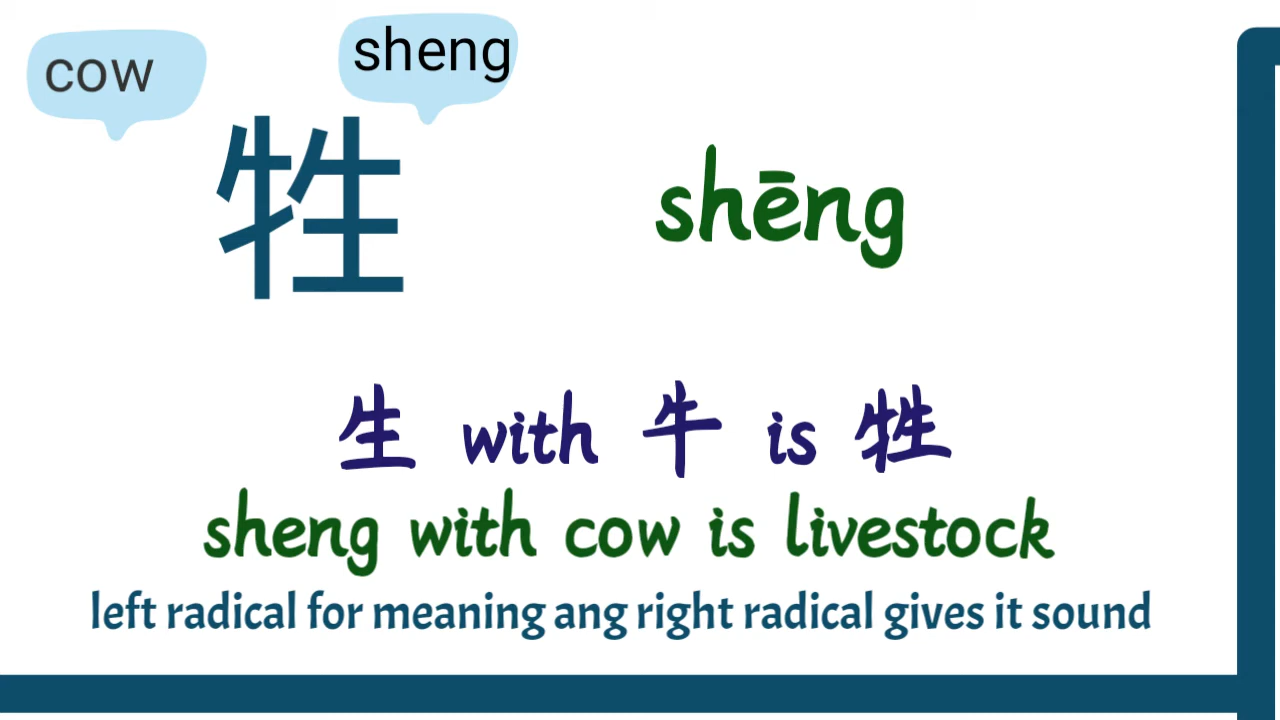 cow
sheng
牲
shēng
生 with 牛 is 牲
sheng with cow is livestock
left radical for meaning ang right radical gives it sound